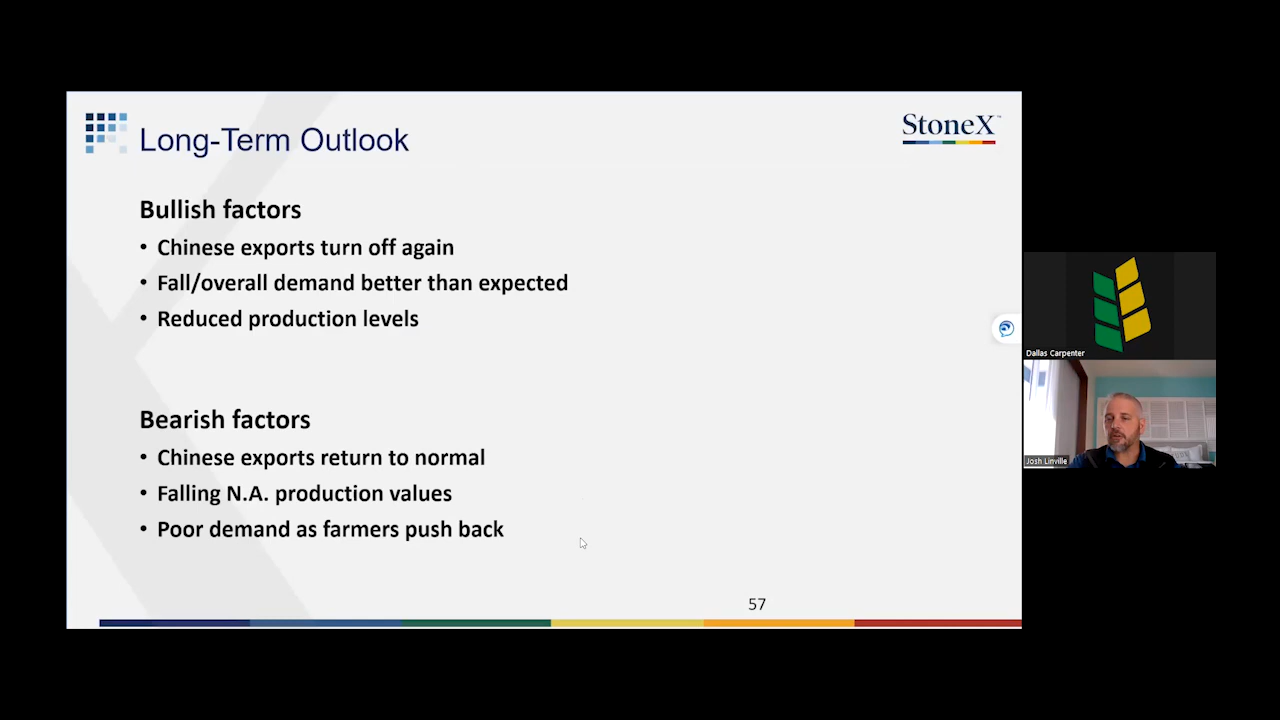 Long-Term Outlook
StoneX™
Bullish factors
• Chinese exports turn off again
• Fall/overall demand better than expected
• Reduced production levels
Bearish factors
• Chinese exports return to normal
• Falling N.A. production values
• Poor demand as farmers push back
57
Dallas Carpenter
Josh Linville